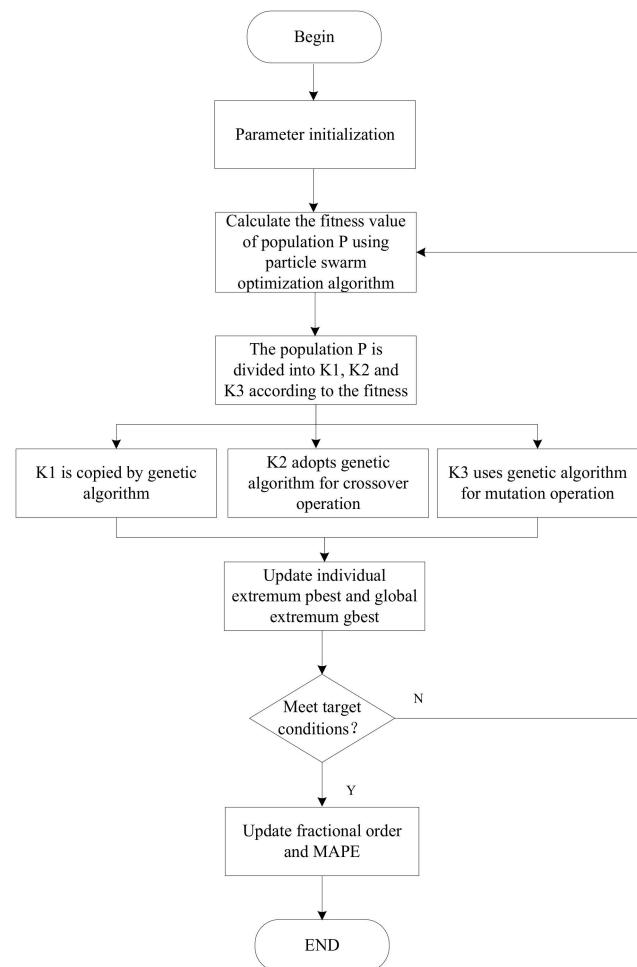 Begin
Parameter initialization
Calculate the fitness value
of population P using
particle swarm
optimization algorithm
The population P is
divided into K1, K2 and
K3 according to the fitness
K1 is copied by genetic
algorithm
K2 adopts genetic
algorithm for crossover
operation
K3 uses genetic algorithm
for mutation operation
Update individual
extremum pbest and global
extremum gbest
Meet target
conditions？
N
Y
Update fractional order
and MAPE
END